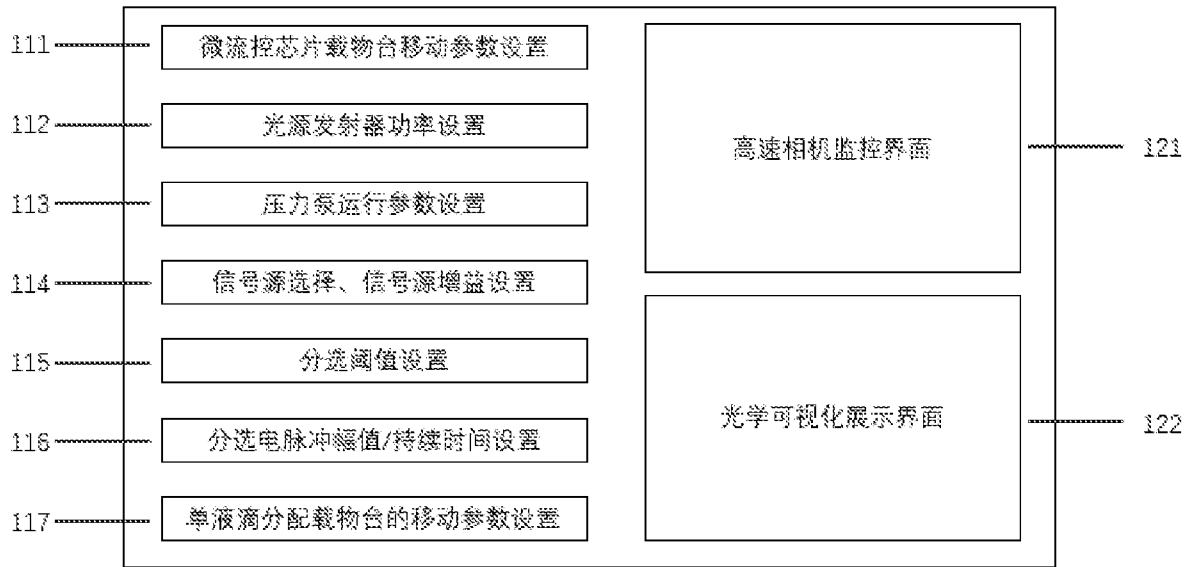 111
微流控芯片载物台移动参数设置
112
光源发射器功率设置
113
压力泵运行参数设置
114
信号源选择、信号源增益设置
115
分选阈值设置
116
分选电脉冲幅值/持续时间设置
117
单液滴分配载物台的移动参数设置
高速相机监控界面
121
光学可视化展示界面
122